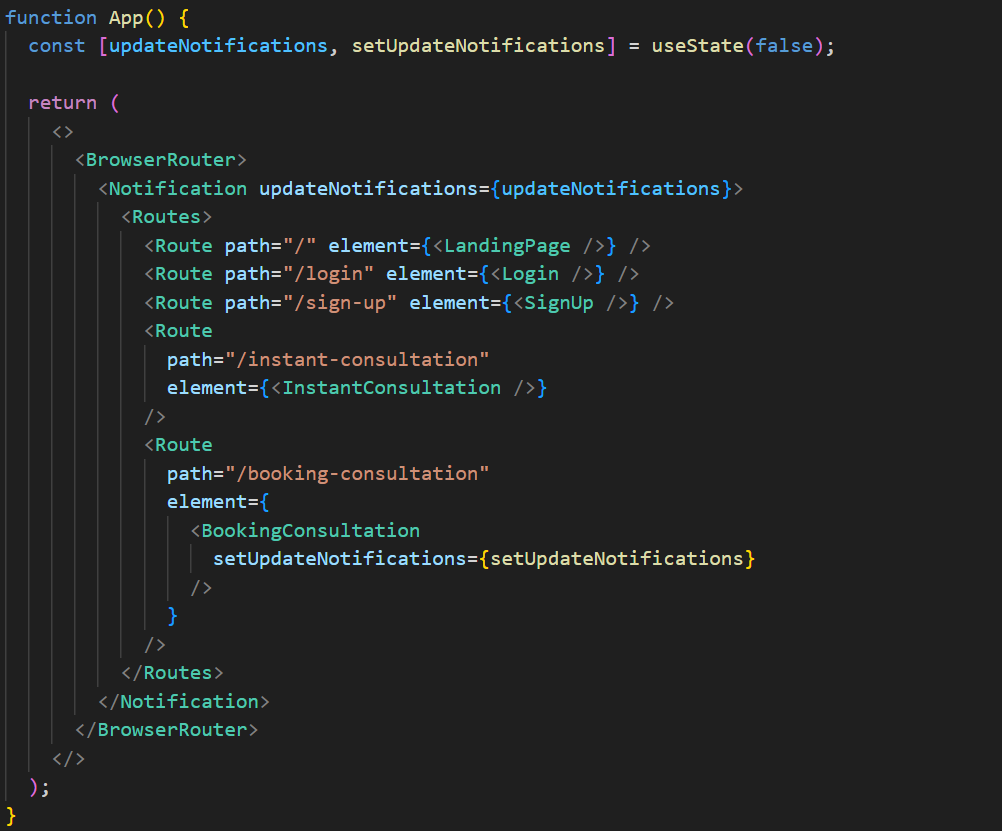 function App() {
  const [updateNotifications, setUpdateNotifications] = useState(false);
  return (
    <>
      <BrowserRouter>
        <Notification updateNotifications={updateNotifications}>
          <Routes>
            <Route path="/" element={<LandingPage />} />
            <Route path="/login" element={<Login />} />
            <Route path="/sign-up" element={<SignUp />} />
            <Route
              path="/instant-consultation"
              element={<InstantConsultation />}
            />
            <Route
              path="/booking-consultation"
              element={
                <BookingConsultation
                  setUpdateNotifications={setUpdateNotifications}
                />
              }
            />
          </Routes>
        </Notification>
      </BrowserRouter>
    </>
  );
}